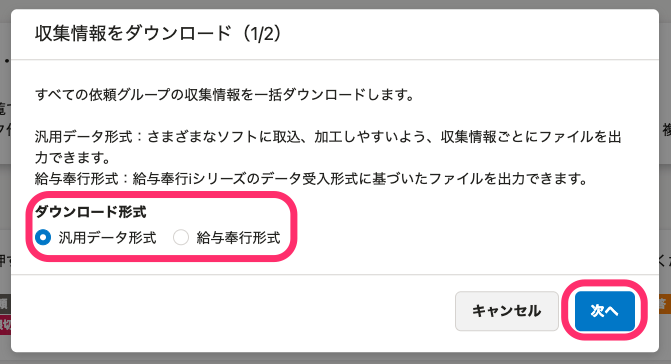 収集情報をダウンロード（1/2）
すべての依頼グループの収集情報を一括ダウンロードします。
汎用データ形式：さまざまなソフトに取込、加工しやすいよう、収集情報ごとにファイルを出
力できます。
給与奉行形式：給与奉行iシリーズのデータ受入形式に基づいたファイルを出力できます。
ダウンロード形式
汎用データ形式 給与奉行形式
キャンセル 次へ